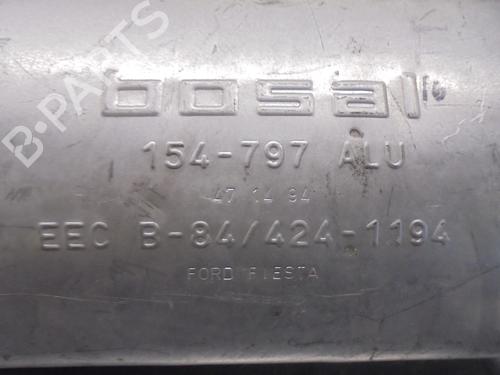 bosal
154-797 ALU
47 14 94
EEC B-84/424-1194
FORD FIESTA
B-PARTS